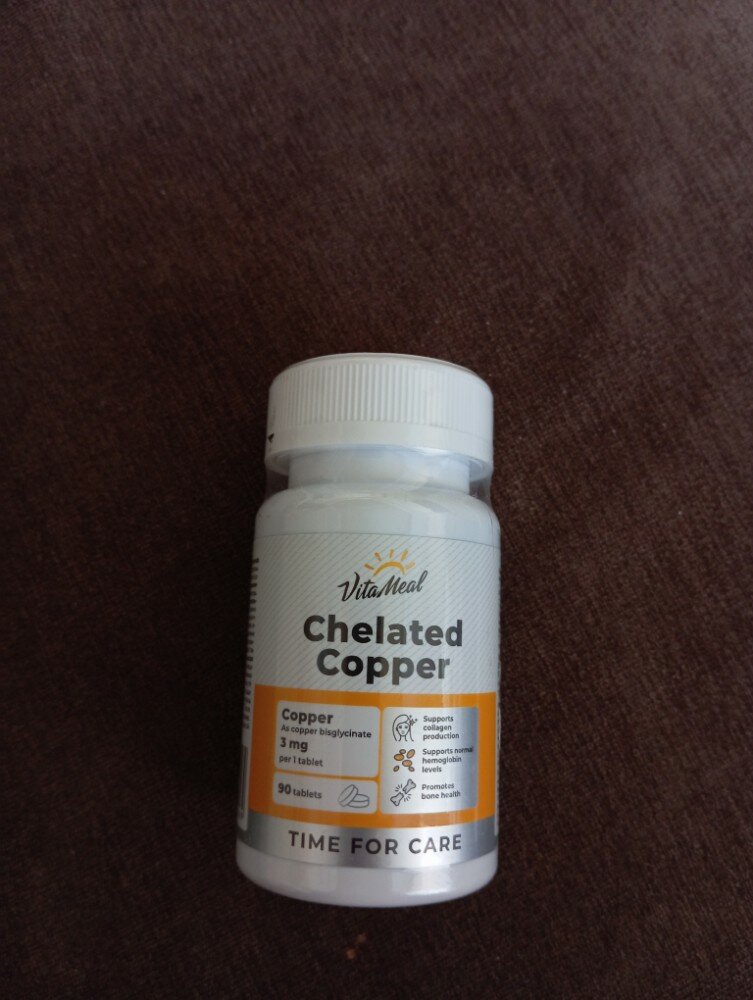 VitaMeal
Chelated
Copper
Copper
As copper bisglycinate
3 mg
per 1 tablet
90 tablets
Supports
collagen
production
Supports normal
hemoglobin
levels
Promotes
bone health
TIME FOR CARE